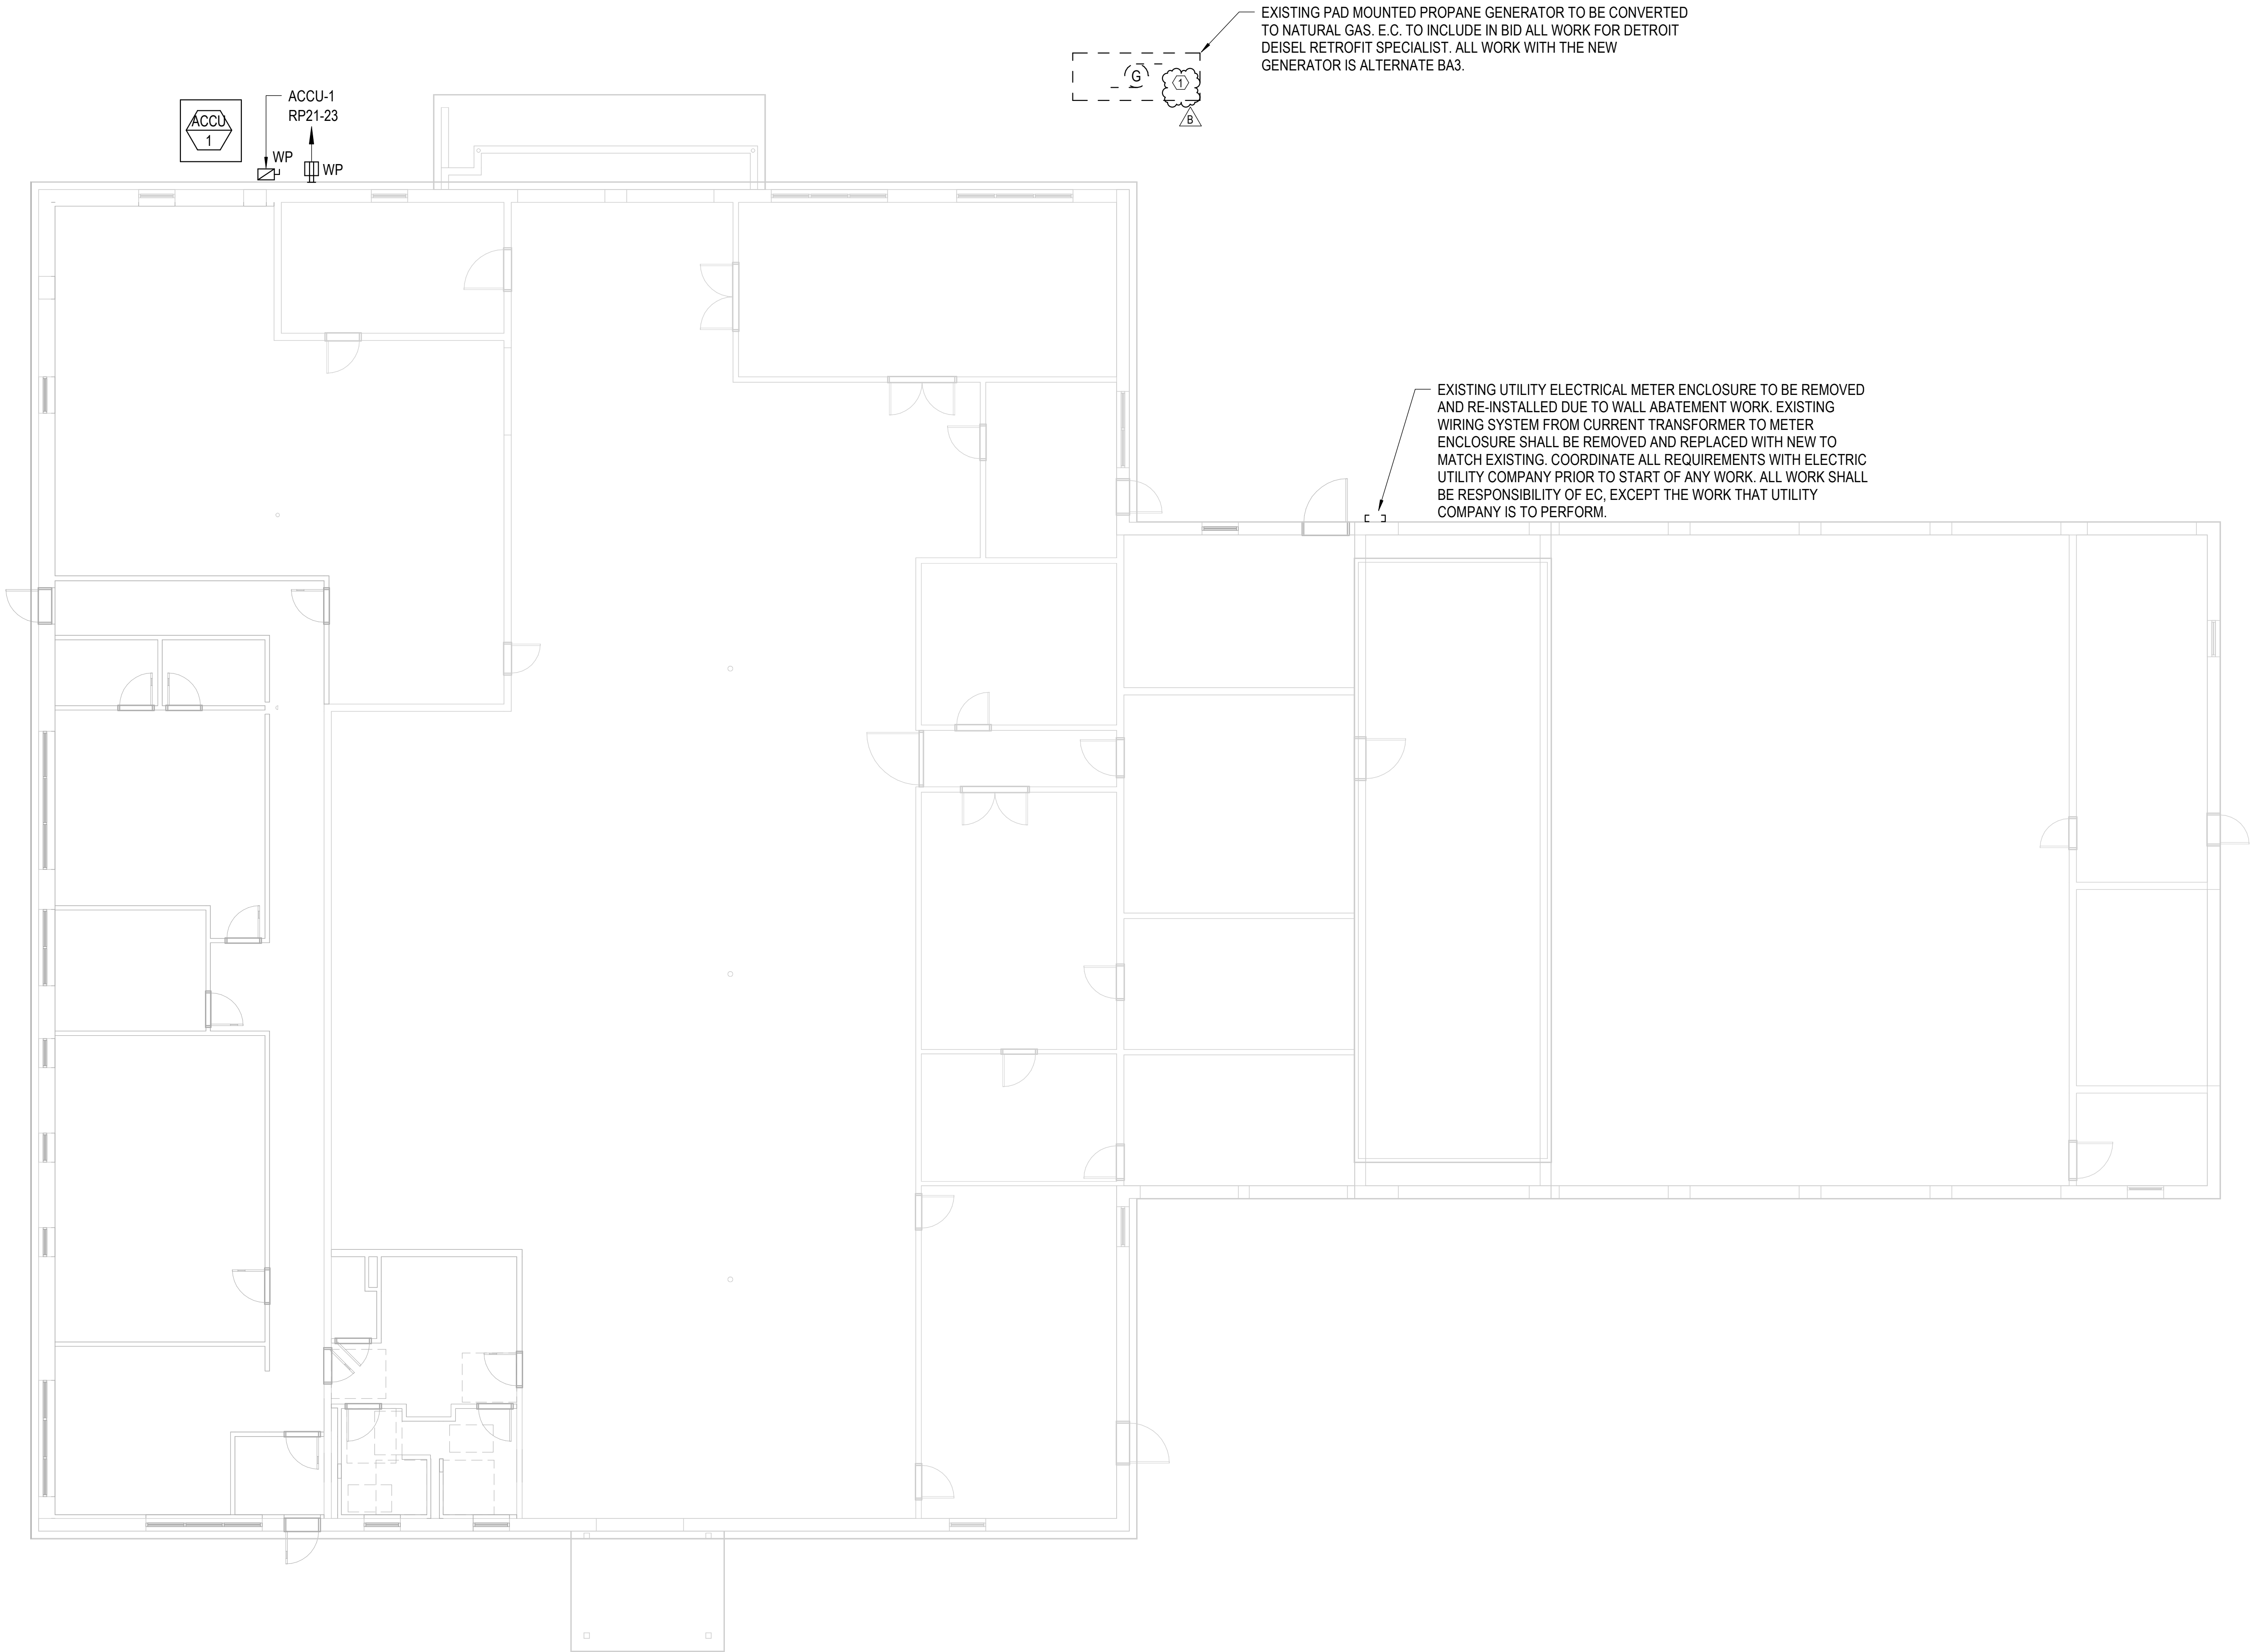 EXISTING PAD MOUNTED PROPANE GENERATOR TO BE CONVERTED
TO NATURAL GAS. E.C. TO INCLUDE IN BID ALL WORK FOR DETROIT
DEISEL RETROFIT SPECIALIST. ALL WORK WITH THE NEW
GENERATOR IS ALTERNATE BA3.
G
1
B
ACCU
1
ACCU-1
RP21-23
WP
WP
EXISTING UTILITY ELECTRICAL METER ENCLOSURE TO BE REMOVED
AND RE-INSTALLED DUE TO WALL ABATEMENT WORK. EXISTING
WIRING SYSTEM FROM CURRENT TRANSFORMER TO METER
ENCLOSURE SHALL BE REMOVED AND REPLACED WITH NEW TO
MATCH EXISTING. COORDINATE ALL REQUIREMENTS WITH ELECTRIC
UTILITY COMPANY PRIOR TO START OF ANY WORK. ALL WORK SHALL
BE RESPONSIBILITY OF EC, EXCEPT THE WORK THAT UTILITY
COMPANY IS TO PERFORM.